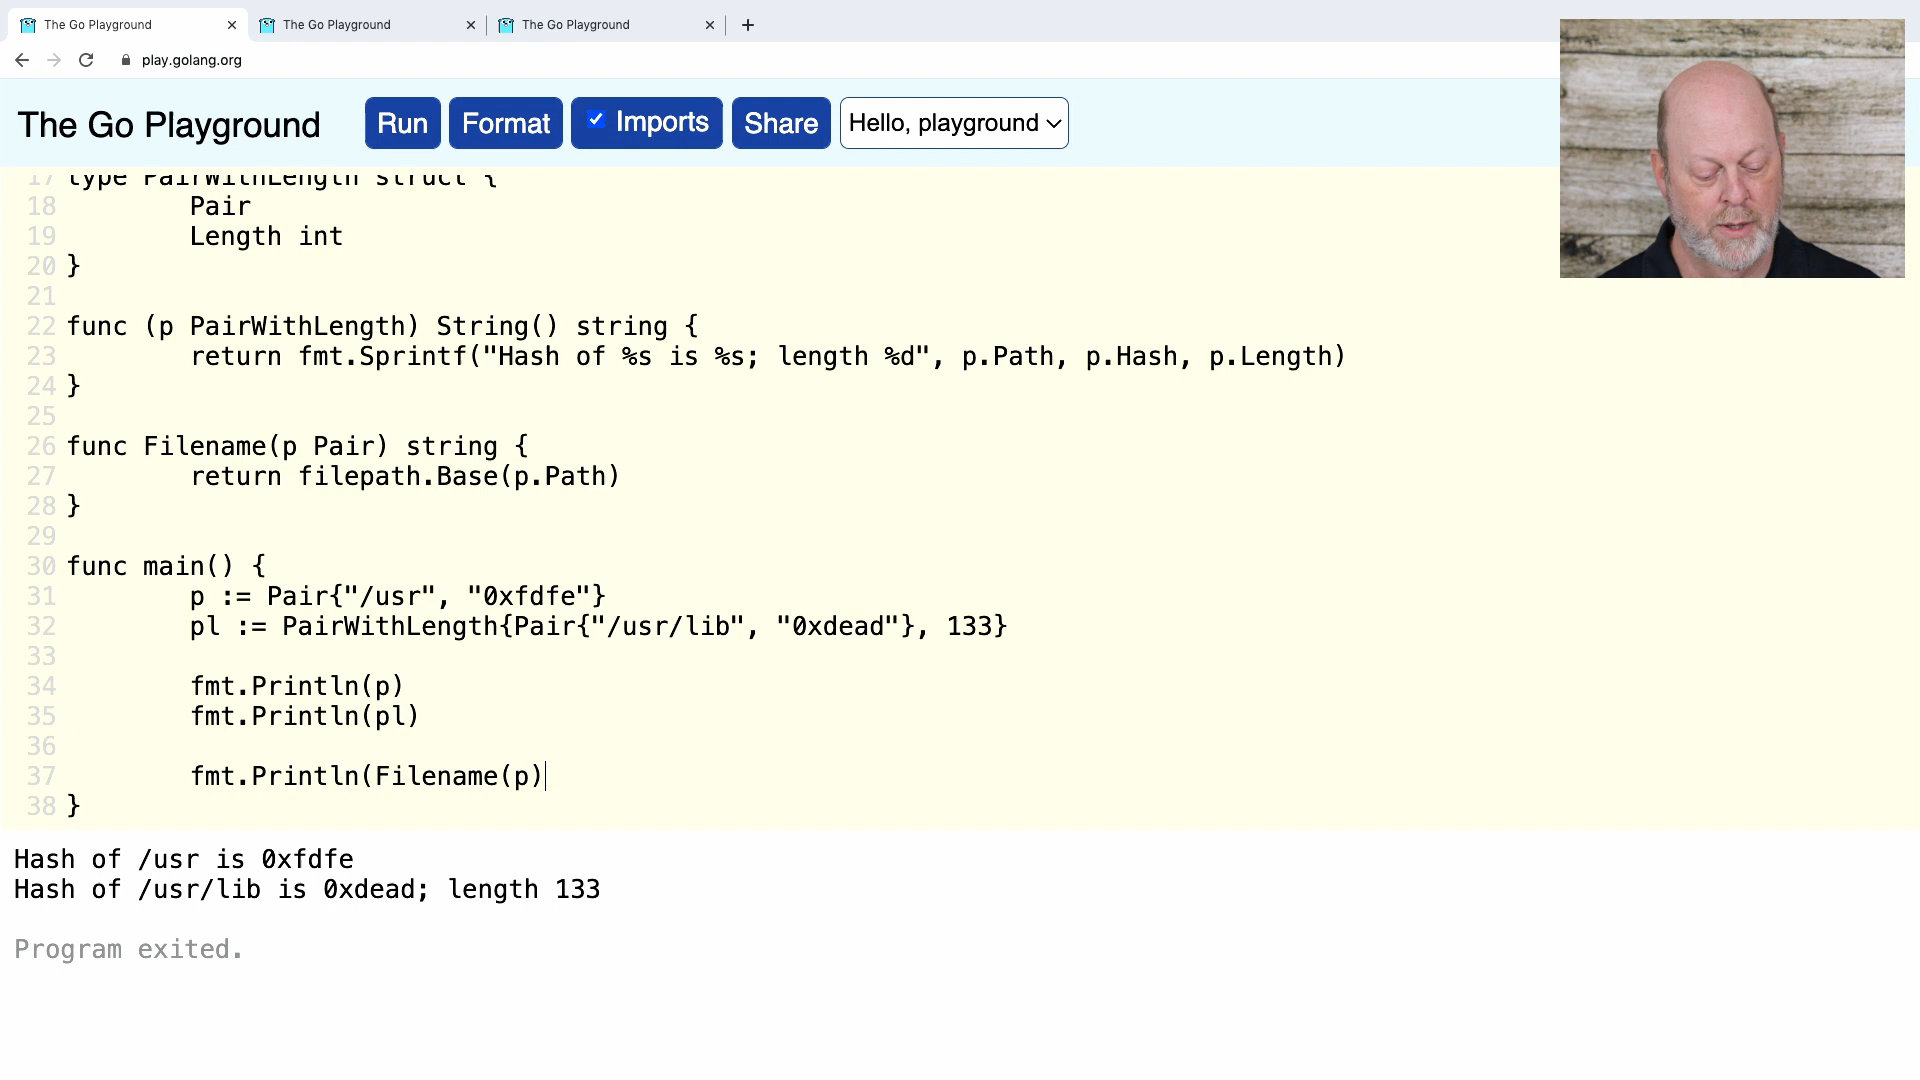 The Go Playground
The Go Playground
The Go Playground
play.golang.org
The Go Playground Run Format Imports Share Hello, playground
17 type PairWithLength struct {
18 Pair
19 Length int
20 }
21
22 func (p PairWithLength) String() string {
23 return fmt.Sprintf("Hash of %s is %s; length %d", p.Path, p.Hash, p.Length)
24 }
25
26 func Filename(p Pair) string {
27 return filepath.Base(p.Path)
28 }
29
30 func main() {
31 p := Pair{"/usr", "0xfdfe"}
32 pl := PairWithLength{Pair{"/usr/lib", "0xdead"}, 133}
33
34 fmt.Println(p)
35 fmt.Println(pl)
36
37 fmt.Println(Filename(p)
38 }
Hash of /usr is 0xfdfe
Hash of /usr/lib is 0xdead; length 133
Program exited.